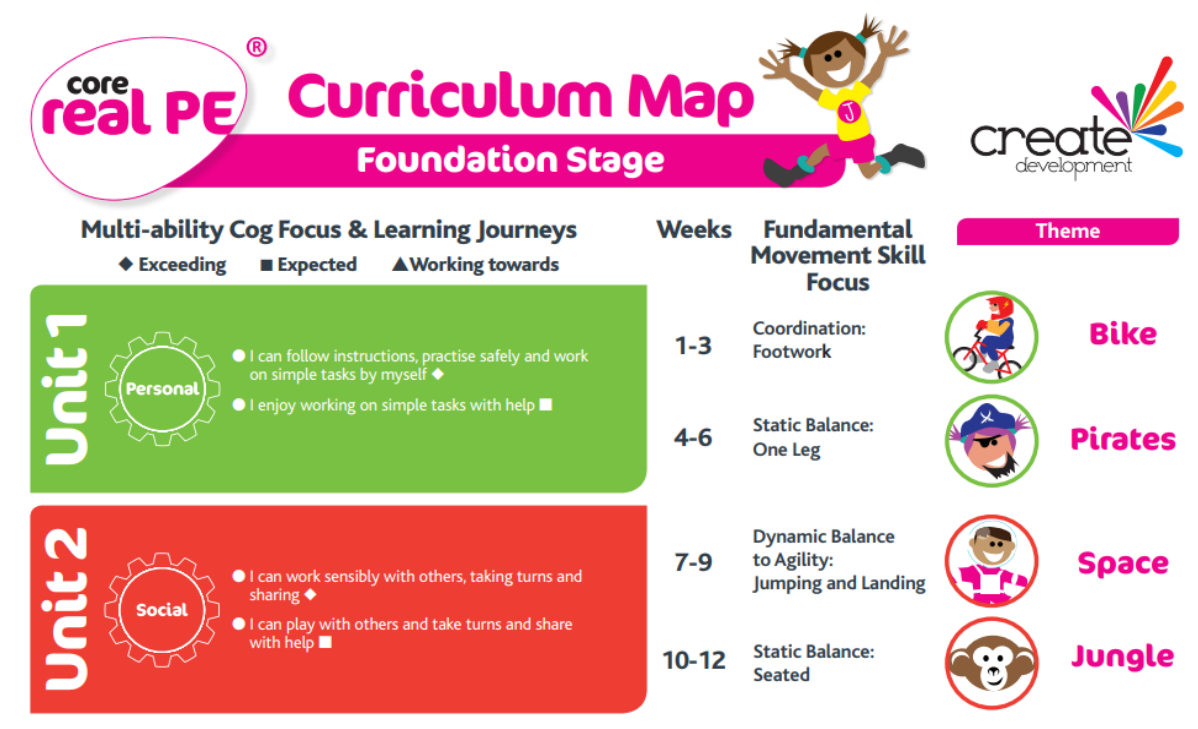 core
real PE
®
Curriculum Map
Foundation Stage
J
create
development
Multi-ability Cog Focus & Learning Journeys
◆ Exceeding ■ Expected ▲Working towards
Weeks
Fundamental
Movement Skill
Focus
Theme
Unit 1
Personal
● I can follow instructions, practise safely and work
on simple tasks by myself ◆
● I enjoy working on simple tasks with help ■
1-3
Coordination:
Footwork
Bike
4-6
Static Balance:
One Leg
Pirates
Unit 2
Social
● I can work sensibly with others, taking turns and
sharing ◆
● I can play with others and take turns and share
with help ■
7-9
Dynamic Balance
to Agility:
Jumping and Landing
Space
10-12
Static Balance:
Seated
Jungle